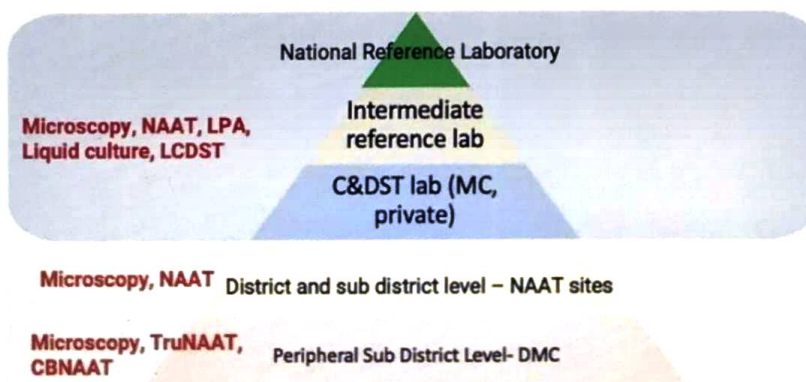 National Reference Laboratory
Intermediate
reference lab
Microscopy, NAAT, LPA,
Liquid culture, LCDST
C&DST lab (MC,
private)
Microscopy, NAAT
District and sub district level – NAAT sites
Microscopy, TruNAAT,
CBNAAT
Peripheral Sub District Level- DMC